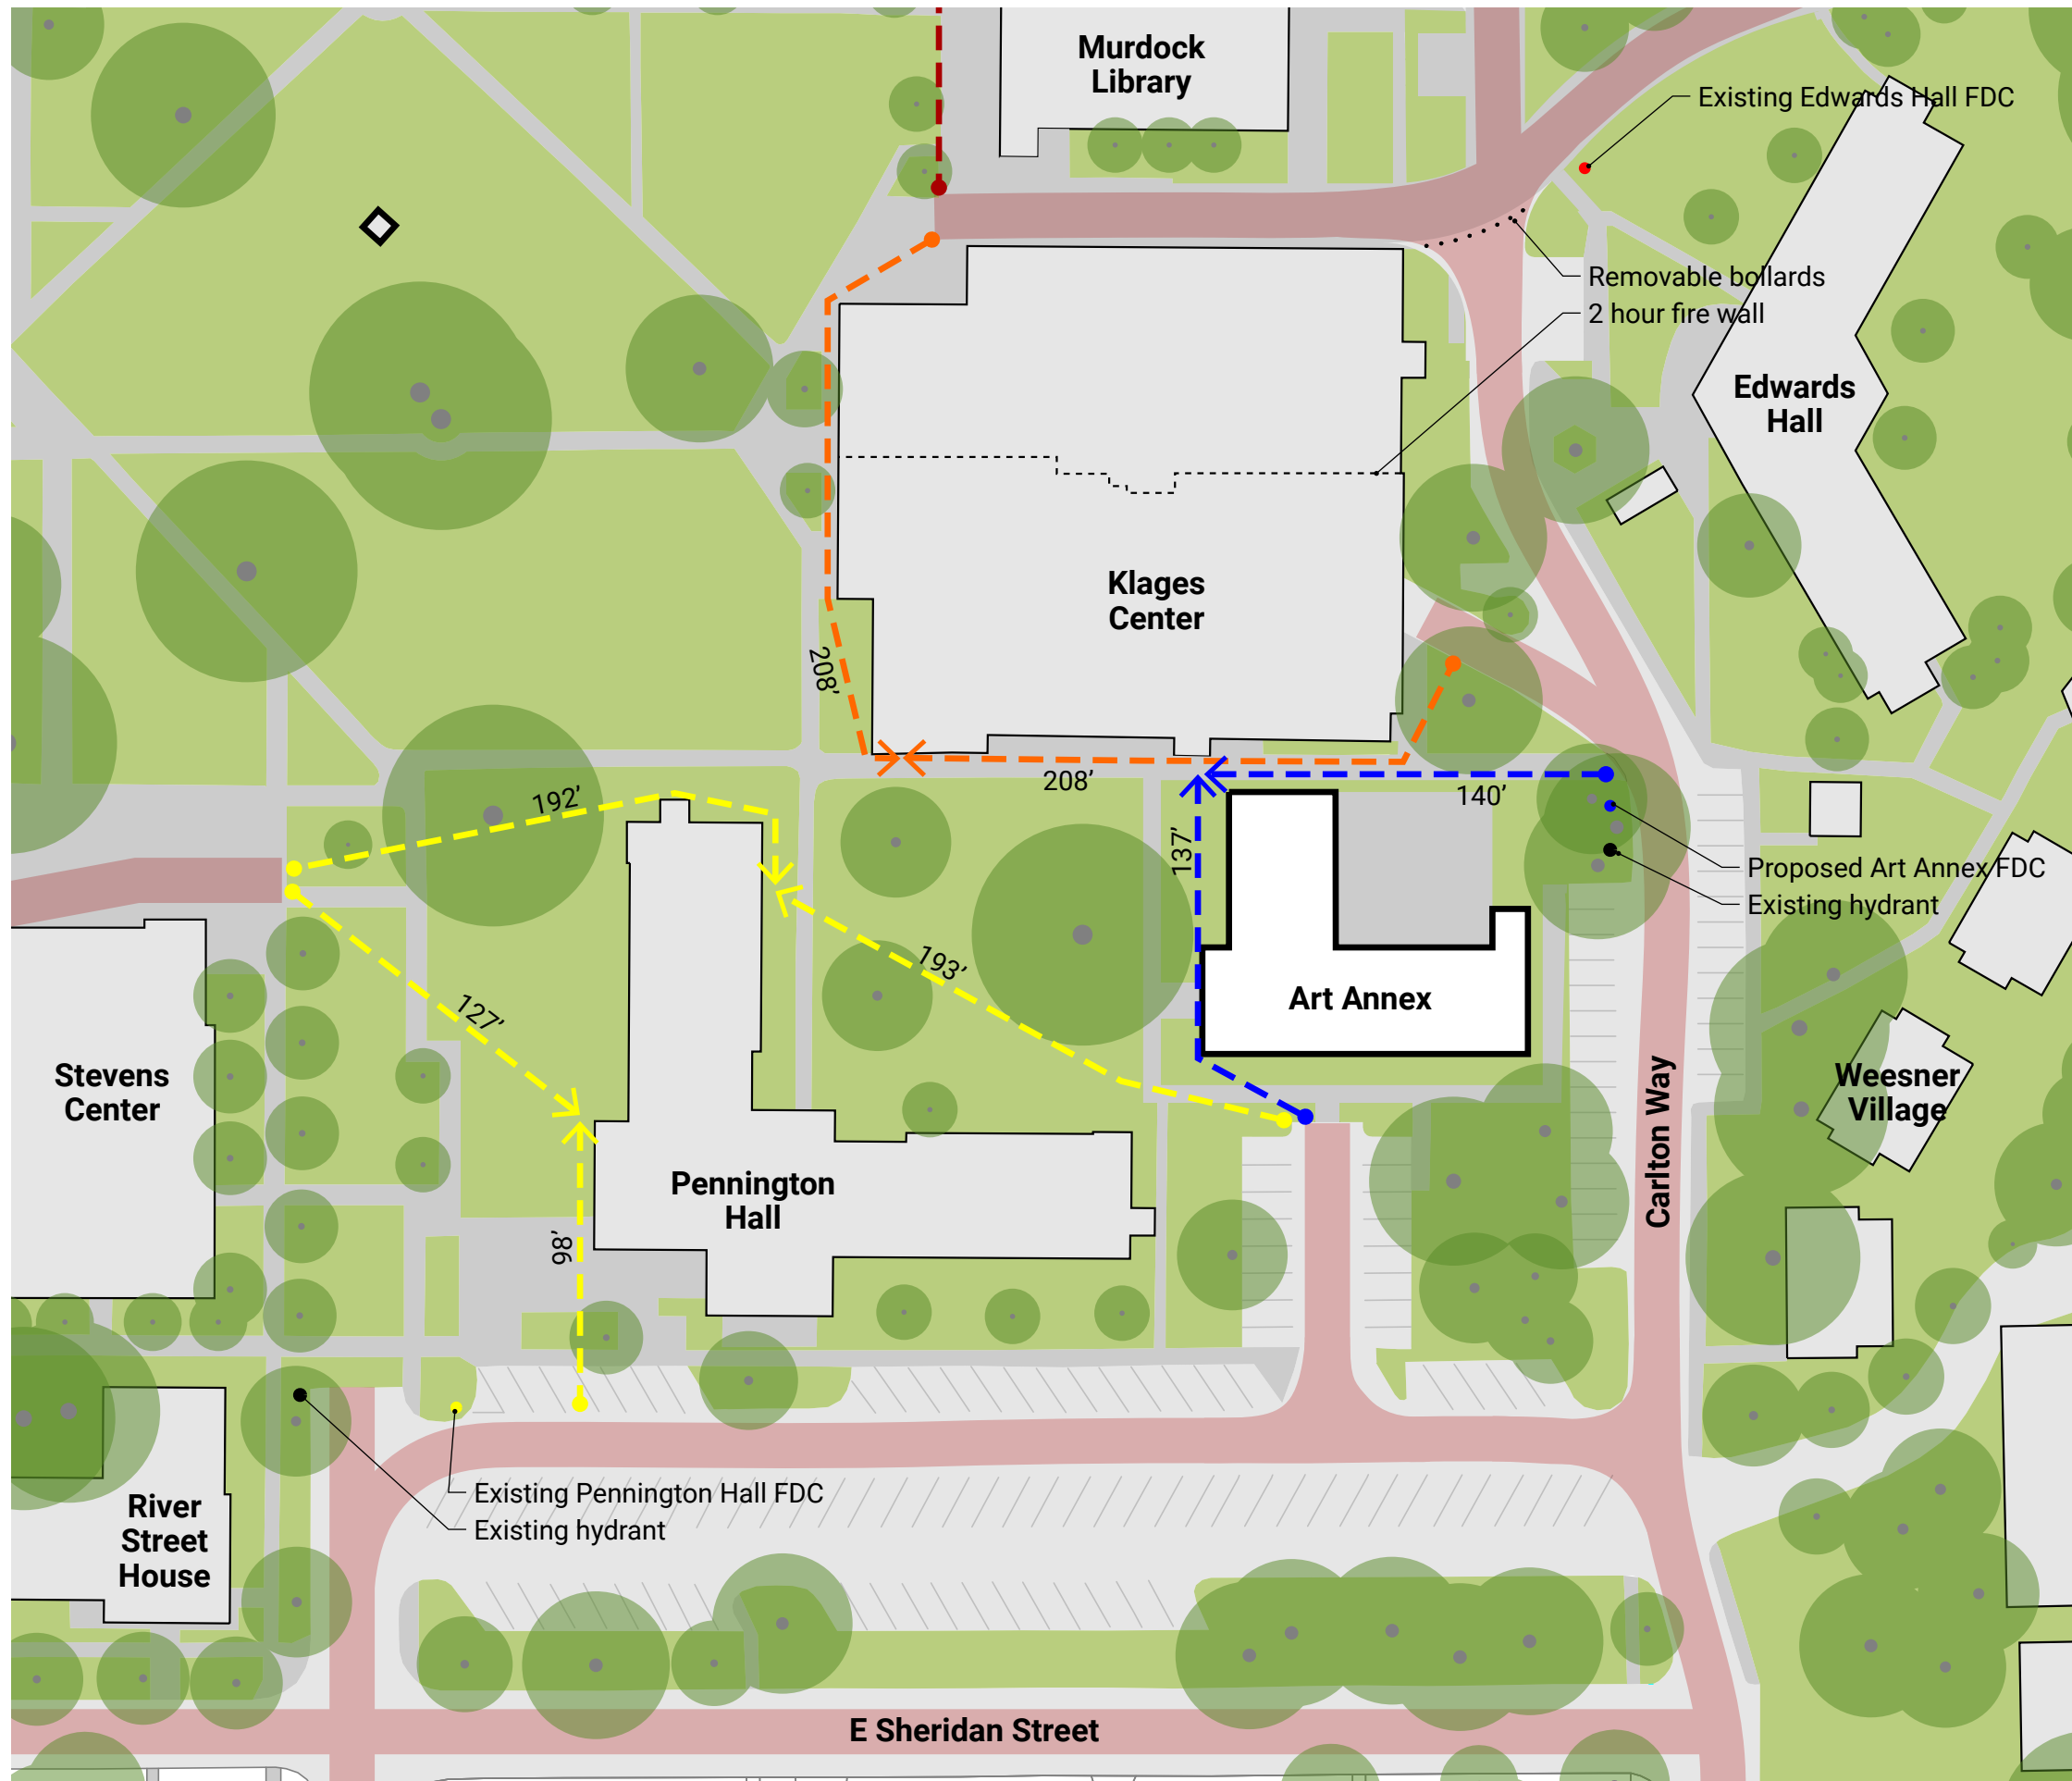 Murdock
Library
Existing Edwards Hall FDC
Removable bollards
2 hour fire wall
Edwards
Hall
Klages
Center
208’
208’
192’
140’
137’
Proposed Art Annex FDC
Existing hydrant
193’
Art Annex
127’
Stevens
Center
Weesner
Village
Carlton Way
Pennington
Hall
98’
Existing Pennington Hall FDC
Existing hydrant
River
Street
House
E Sheridan Street